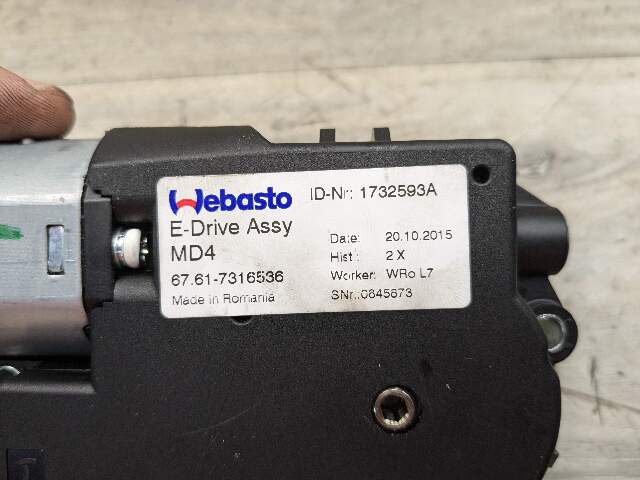 Webasto
ID-Nr: 1732593A
E-Drive Assy
MD4
Date: 20.10.2015
Hist.: 2 X
67.61-7316536
Worker: WRo L7
Made in Romania
SNr.:0845673